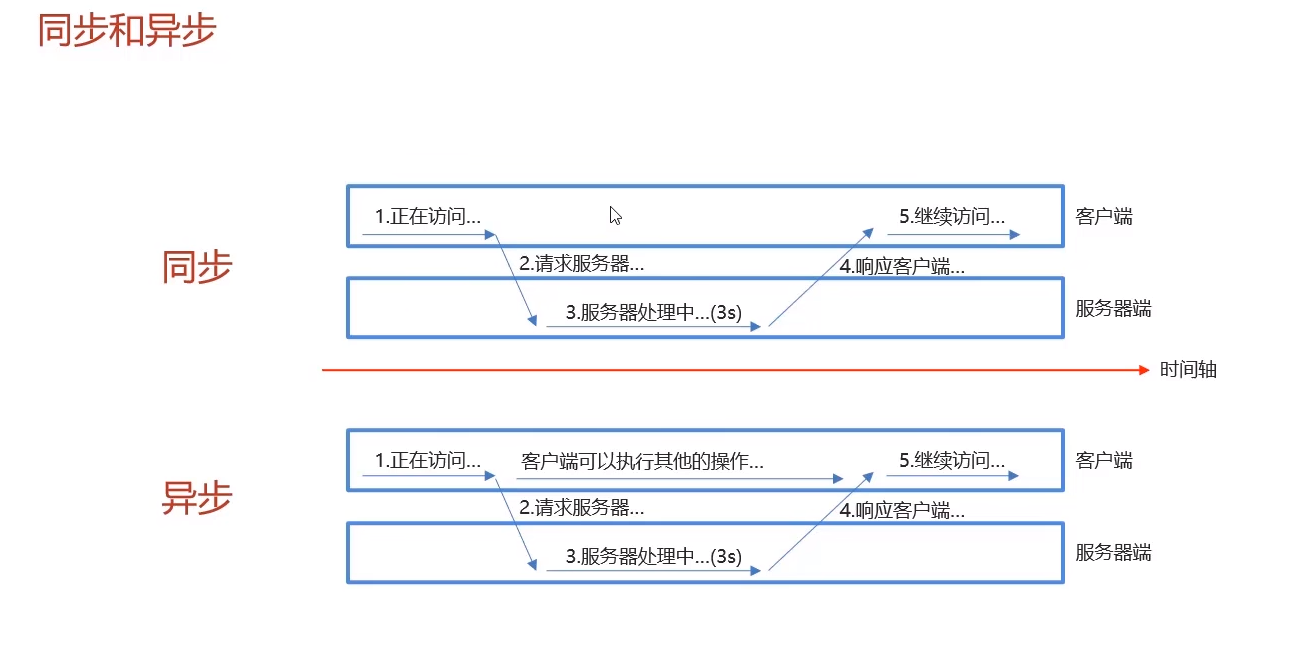 同步和异步
同步
1.正在访问...
5.继续访问...
客户端
2.请求服务器...
4.响应客户端...
3.服务器处理中...(3s)
服务器端
时间轴
异步
1.正在访问...
客户端可以执行其他的操作...
5.继续访问...
客户端
2.请求服务器...
4.响应客户端...
3.服务器处理中...(3s)
服务器端